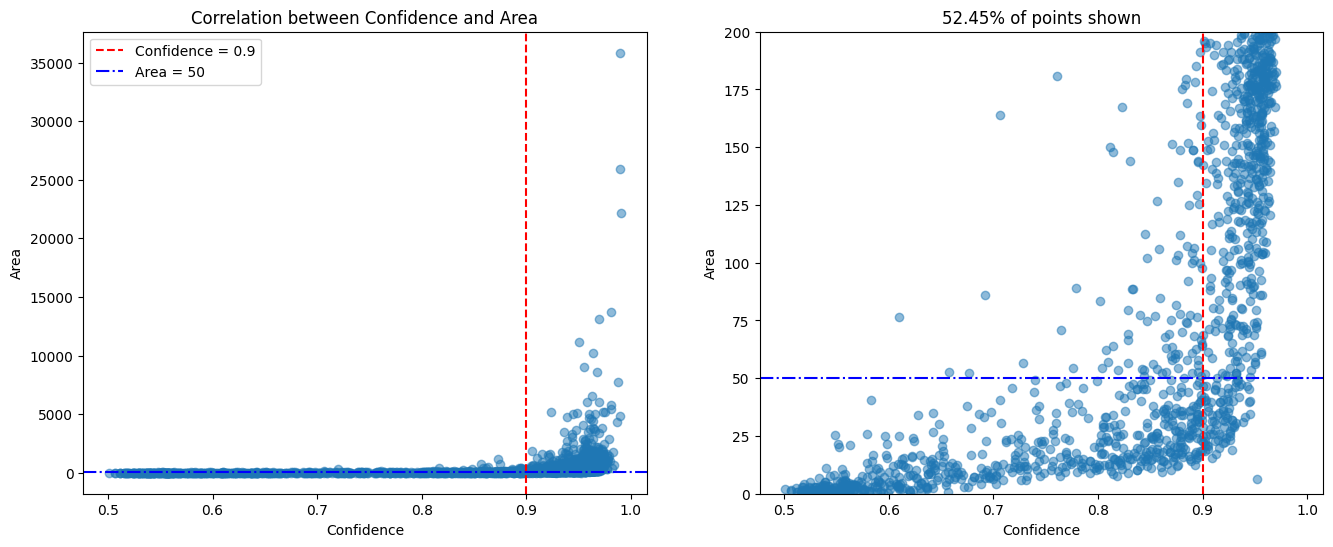 Correlation between Confidence and Area
Confidence = 0.9
Area = 50
35000
30000
25000
20000
15000
10000
5000
0
Area
0.5 0.6 0.7 0.8 0.9 1.0
Confidence
52.45% of points shown
200
175
150
125
100
75
50
25
0
Area
0.5 0.6 0.7 0.8 0.9 1.0
Confidence